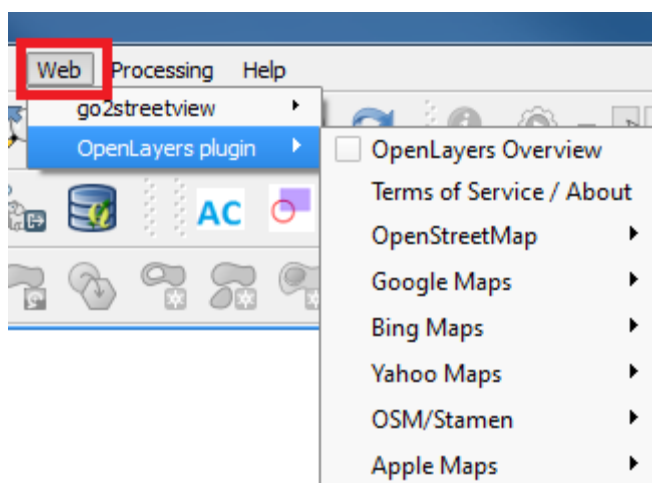 Web Processing Help
go2streetview
OpenLayers plugin
OpenLayers Overview
Terms of Service / About
OpenStreetMap
Google Maps
Bing Maps
Yahoo Maps
OSM/Stamen
Apple Maps
AC